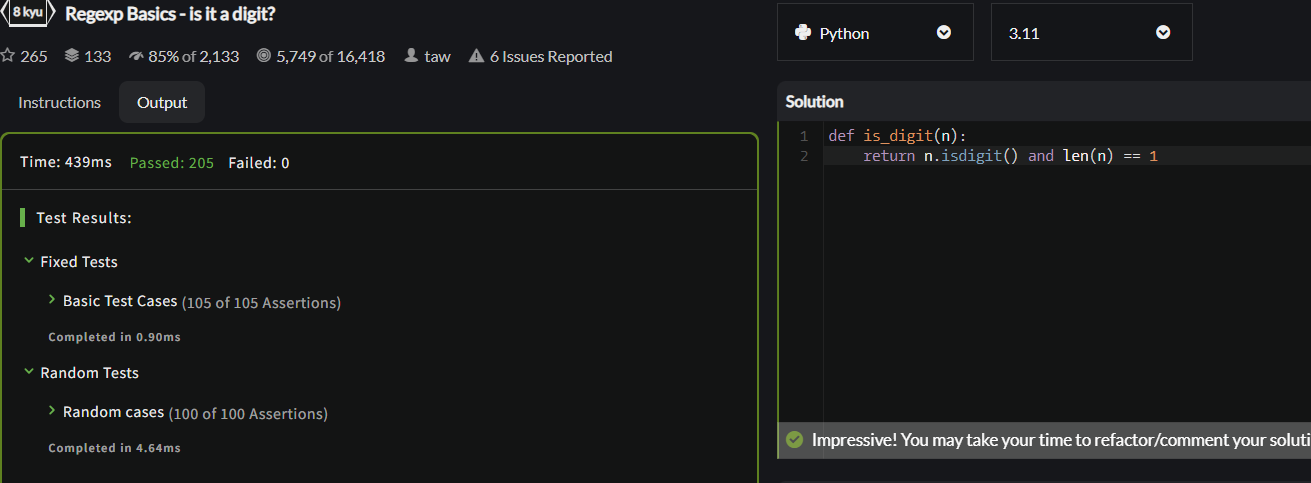 8 kyu Regexp Basics - is it a digit?
265 133 85% of 2,133 5,749 of 16,418 taw 6 Issues Reported
Instructions Output
Time: 439ms Passed: 205 Failed: 0
Test Results:
Fixed Tests
Basic Test Cases (105 of 105 Assertions)
Completed in 0.90ms
Random Tests
Random cases (100 of 100 Assertions)
Completed in 4.64ms
Python 3.11
Solution
1 def is_digit(n):
2 return n.isdigit() and len(n) == 1
Impressive! You may take your time to refactor/comment your soluti